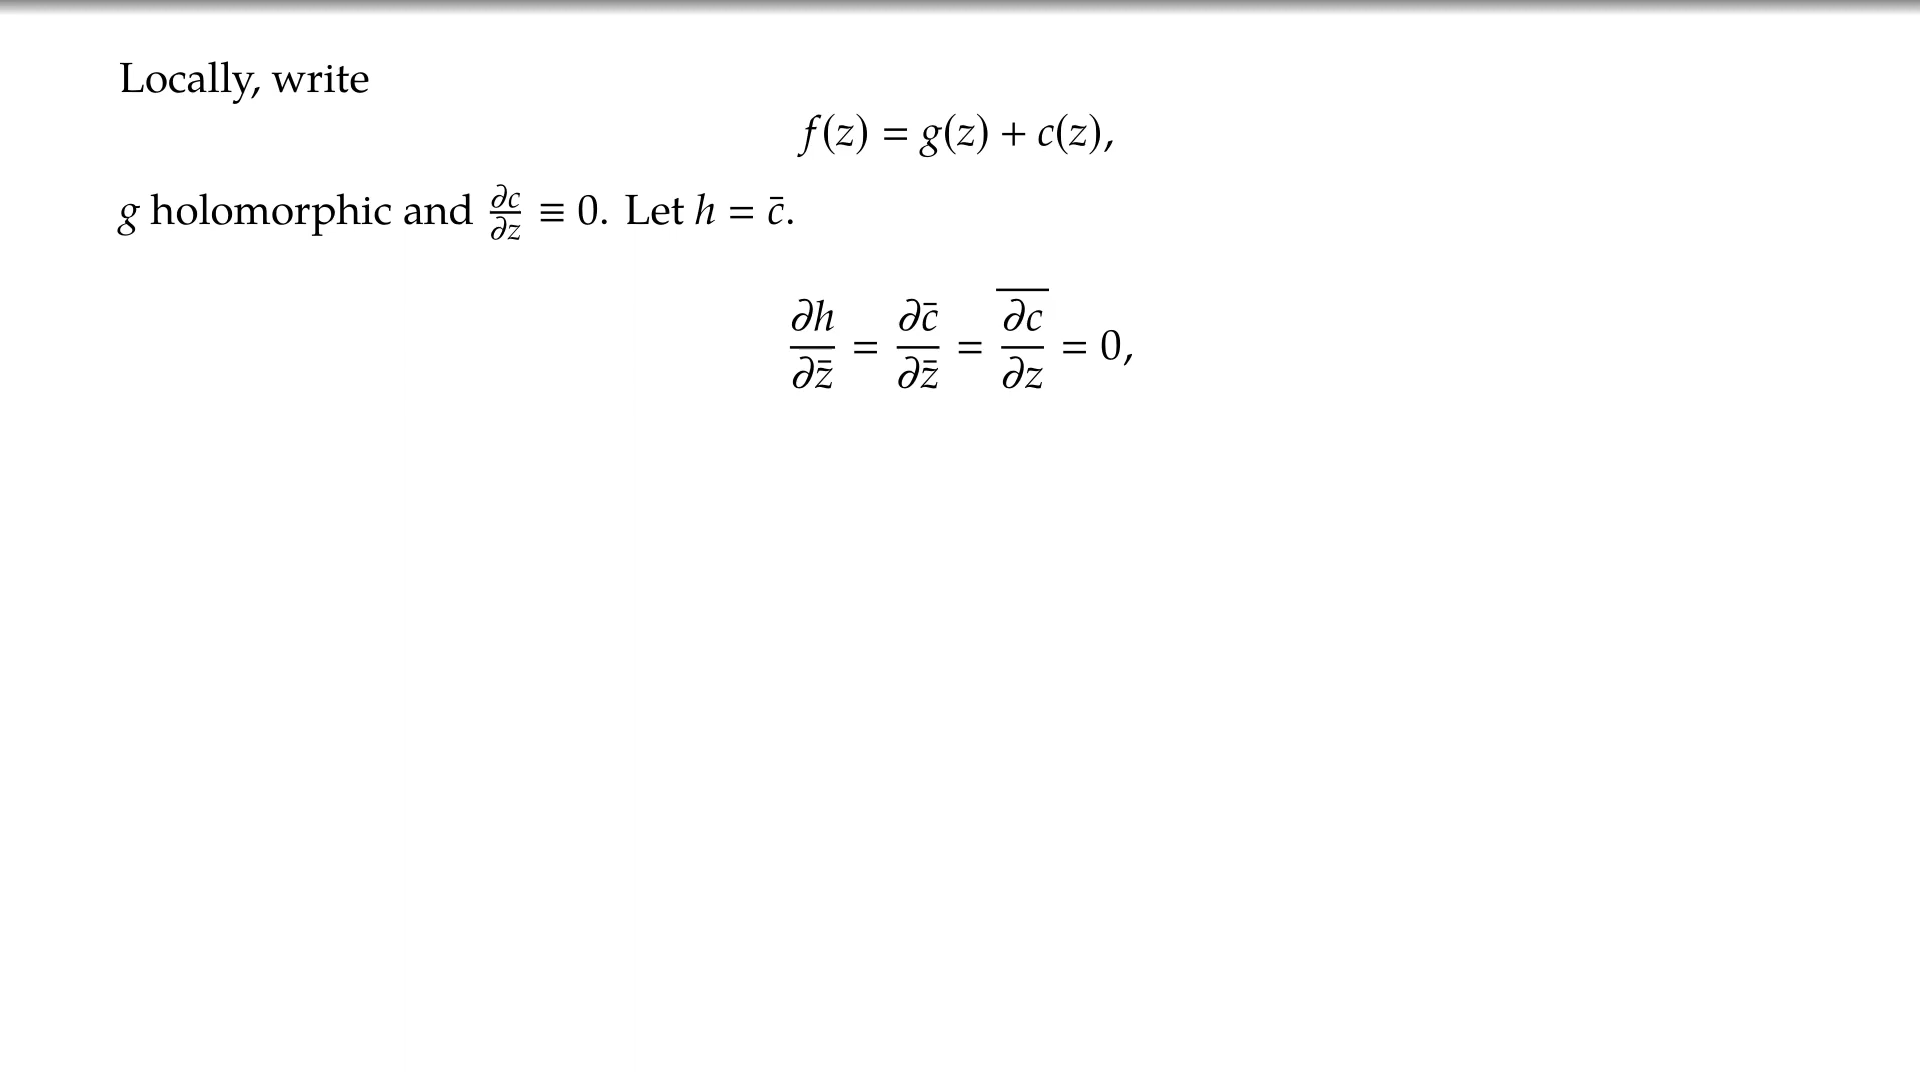 Locally, write
f(z) = g(z) + c(z),
g holomorphic and ∂c/∂z ≡ 0. Let h = c̄.
∂h/∂z̄ = ∂c̄/∂z̄ = \overline{∂c/∂z} = 0,